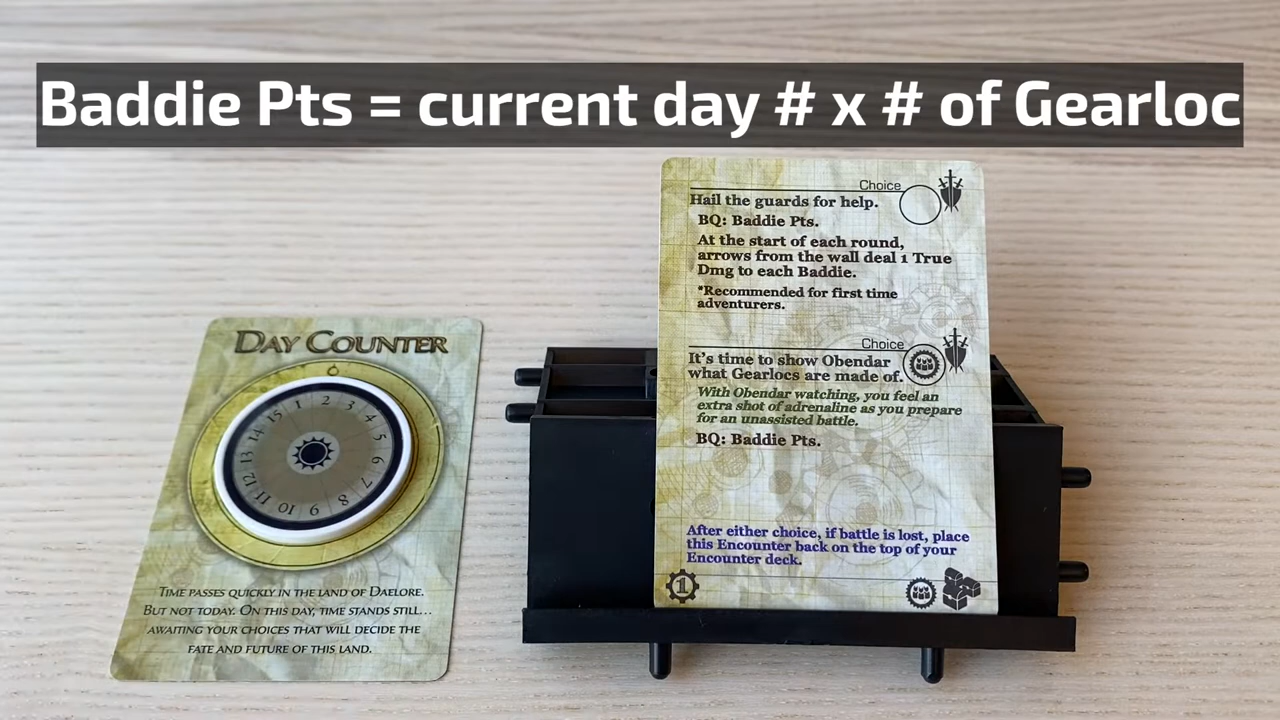 Baddie Pts = current day # x # of Gearloc
Choice
Hail the guards for help.
BQ: Baddie Pts.
At the start of each round,
arrows from the wall deal 1 True
Dmg to each Baddie.
*Recommended for first time
adventurers.
Choice
It's time to show Obendar
what Gearlocs are made of.
With Obendar watching, you feel an
extra shot of adrenaline as you prepare
for an unassisted battle.
BQ: Baddie Pts.
After either choice, if battle is lost, place
this Encounter back on the top of your
Encounter deck.
1
DAY COUNTER
1 2 3 4 5 6 7 8 9 10 11 12 13 14 15
TIME PASSES QUICKLY IN THE LAND OF DAELORE.
BUT NOT TODAY. ON THIS DAY, TIME STANDS STILL...
AWAITING YOUR CHOICES THAT WILL DECIDE THE
FATE AND FUTURE OF THIS LAND.